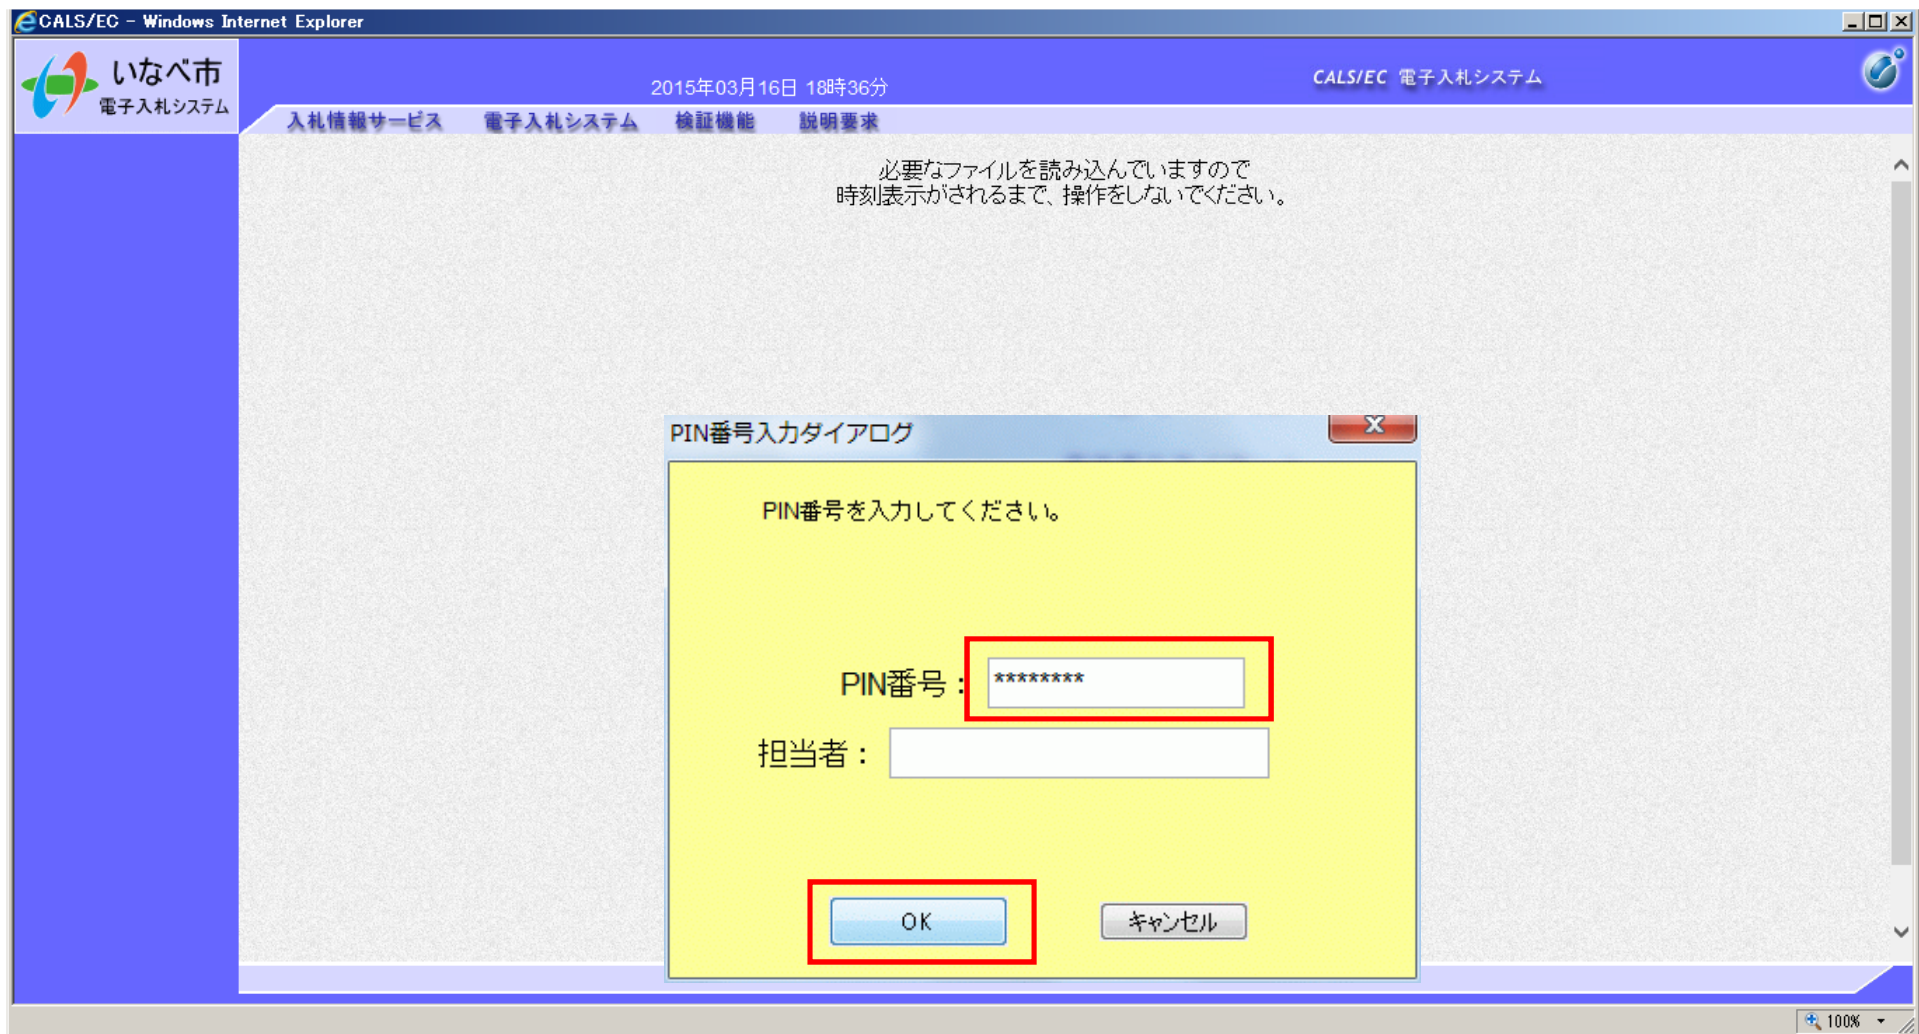 CALS/EC - Windows Internet Explorer
いなべ市
電子入札システム
2015年03月16日 18時36分
CALS/EC 電子入札システム
入札情報サービス 電子入札システム 検証機能 説明要求
必要なファイルを読み込んでいますので
時刻表示がされるまで、操作をしないでください。
PIN番号入力ダイアログ
PIN番号を入力してください。
PIN番号： ********
担当者：
OK キャンセル
100%